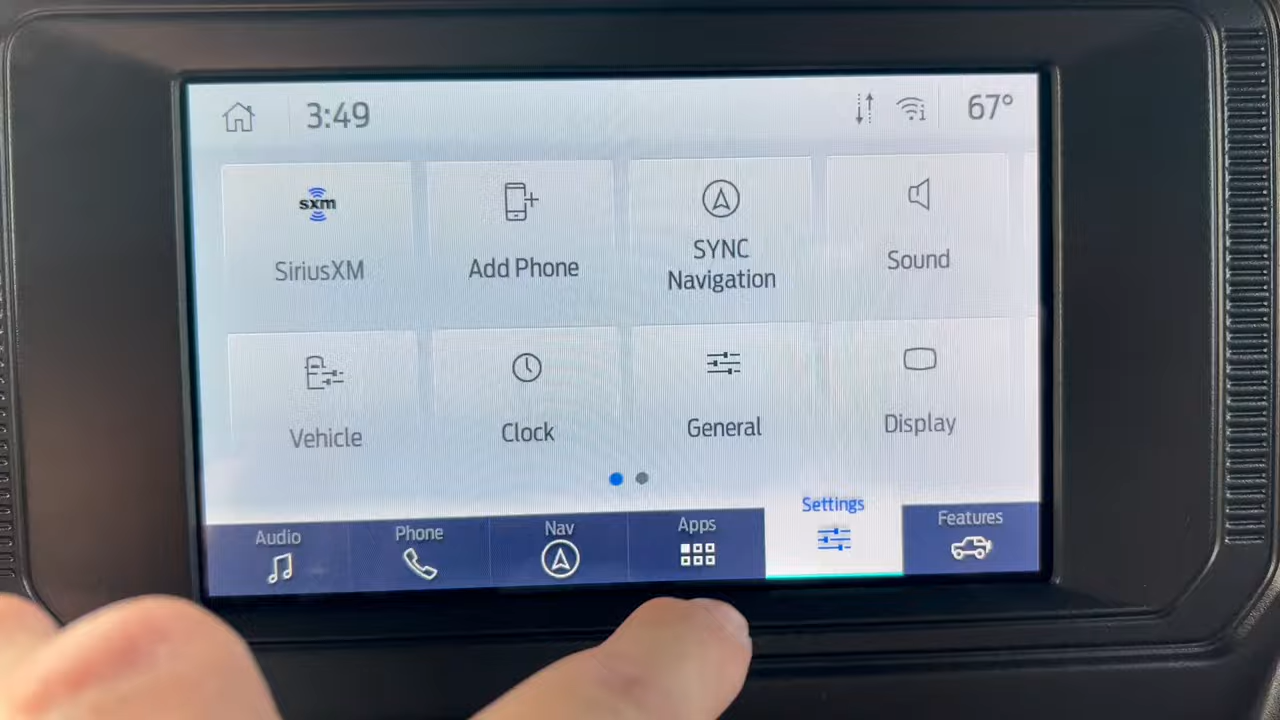 3:49
1
67°
sxm
SiriusXM
Add Phone
SYNC
Navigation
Sound
Vehicle
Clock
General
Display
Audio
Phone
Nav
Apps
Settings
Features